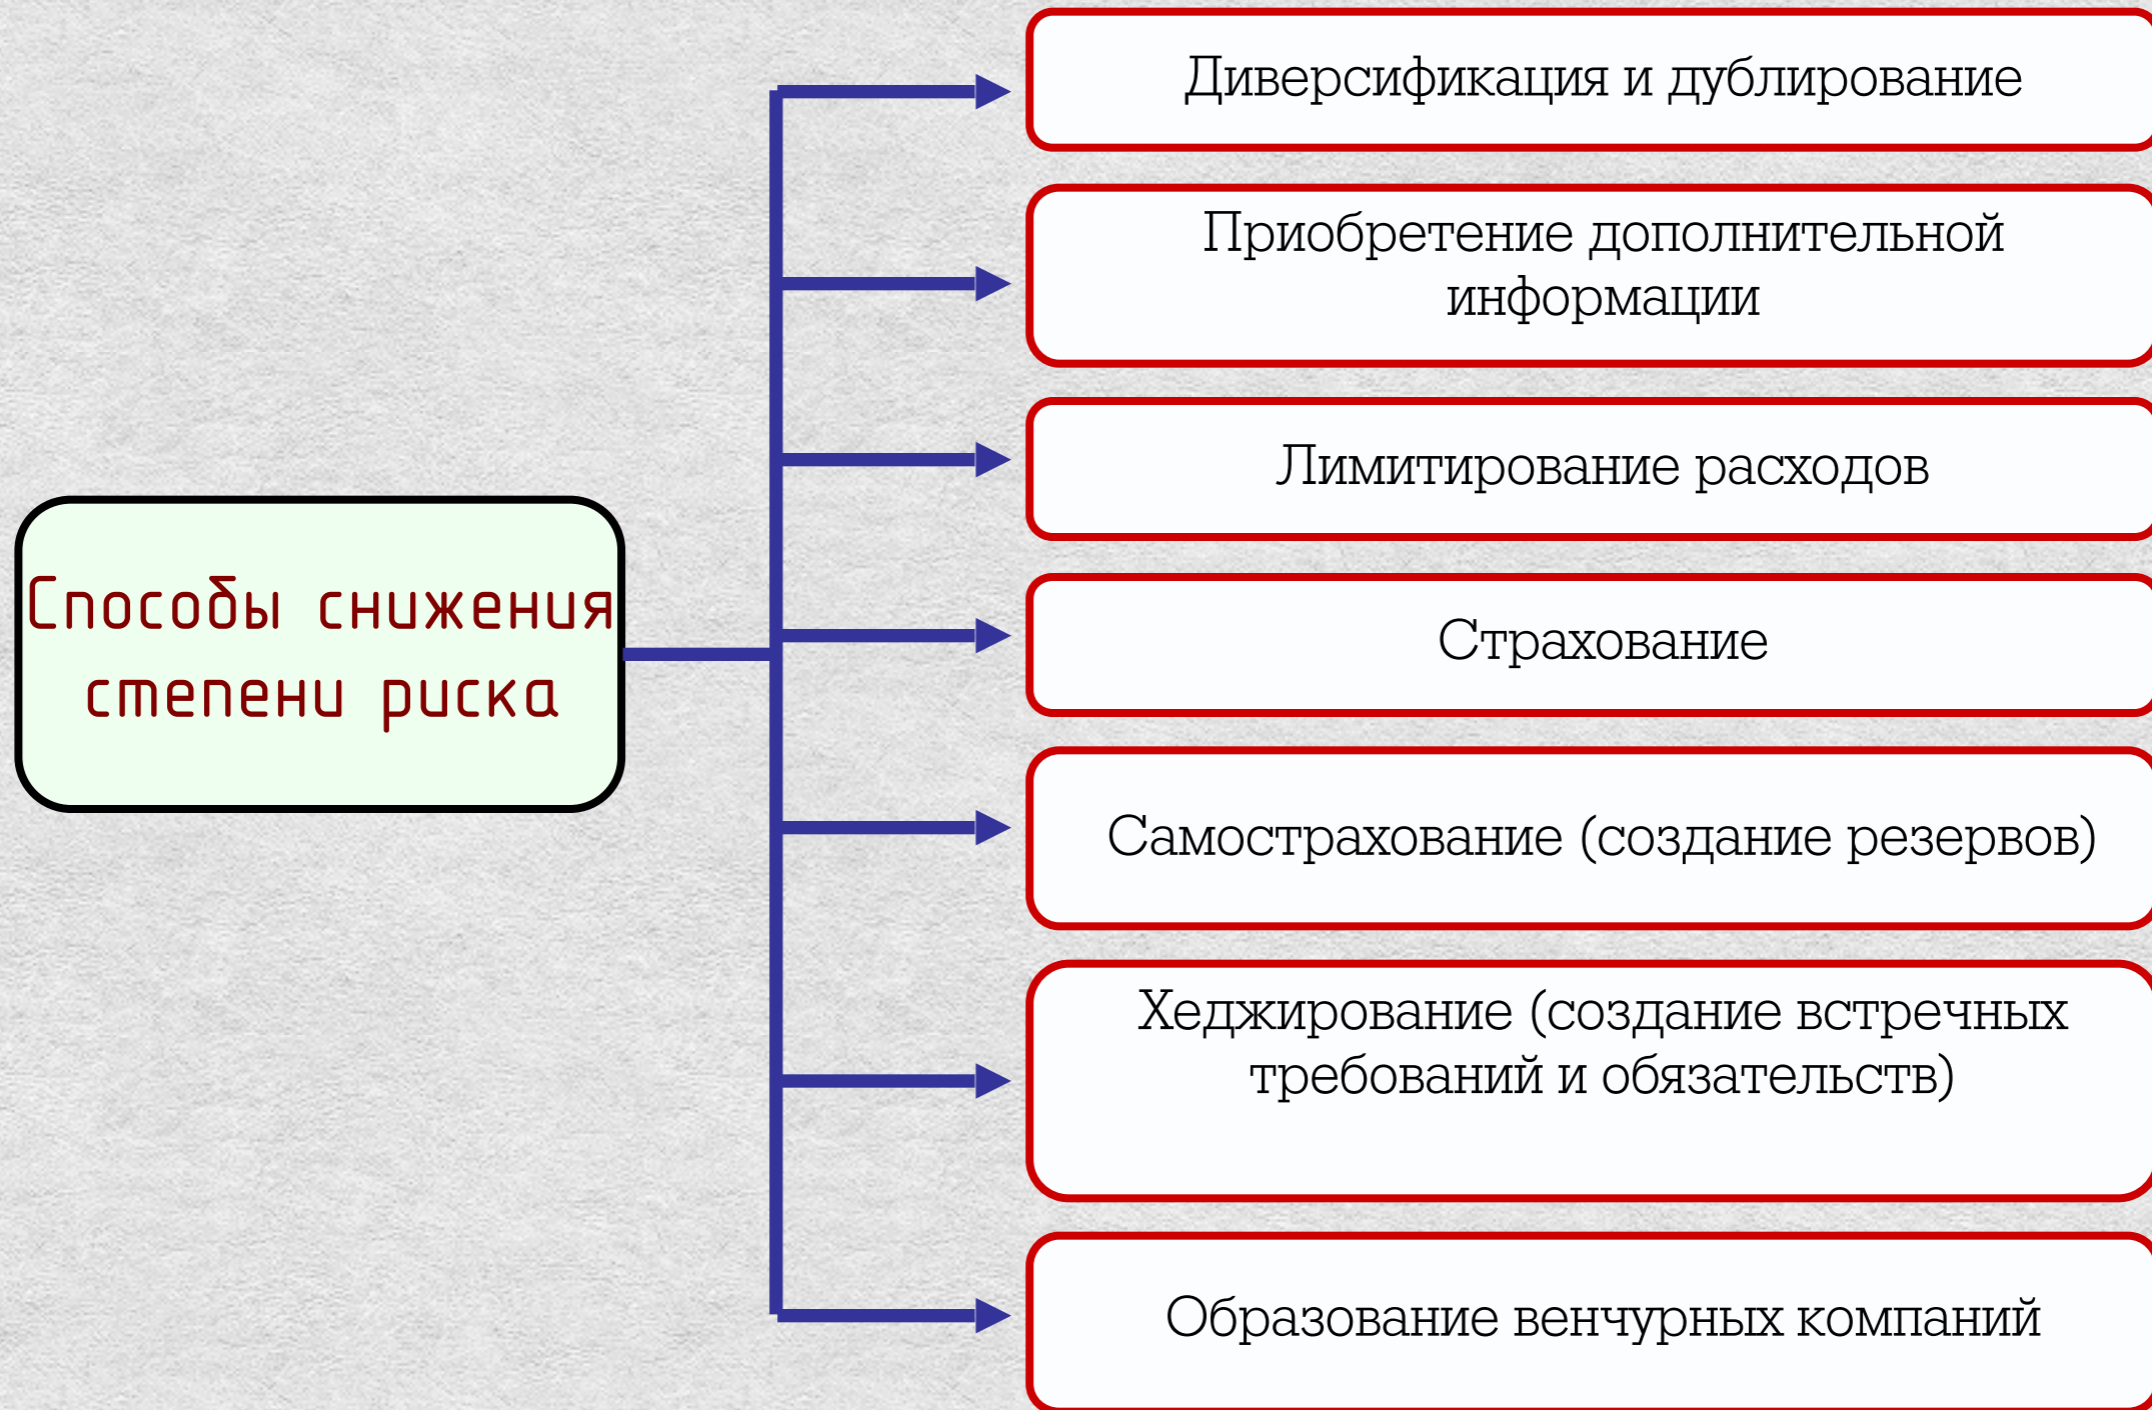 Диверсификация и дублирование
Приобретение дополнительной
информации
Лимитирование расходов
Способы снижения
степени риска
Страхование
Самострахование (создание резервов)
Хеджирование (создание встречных
требований и обязательств)
Образование венчурных компаний